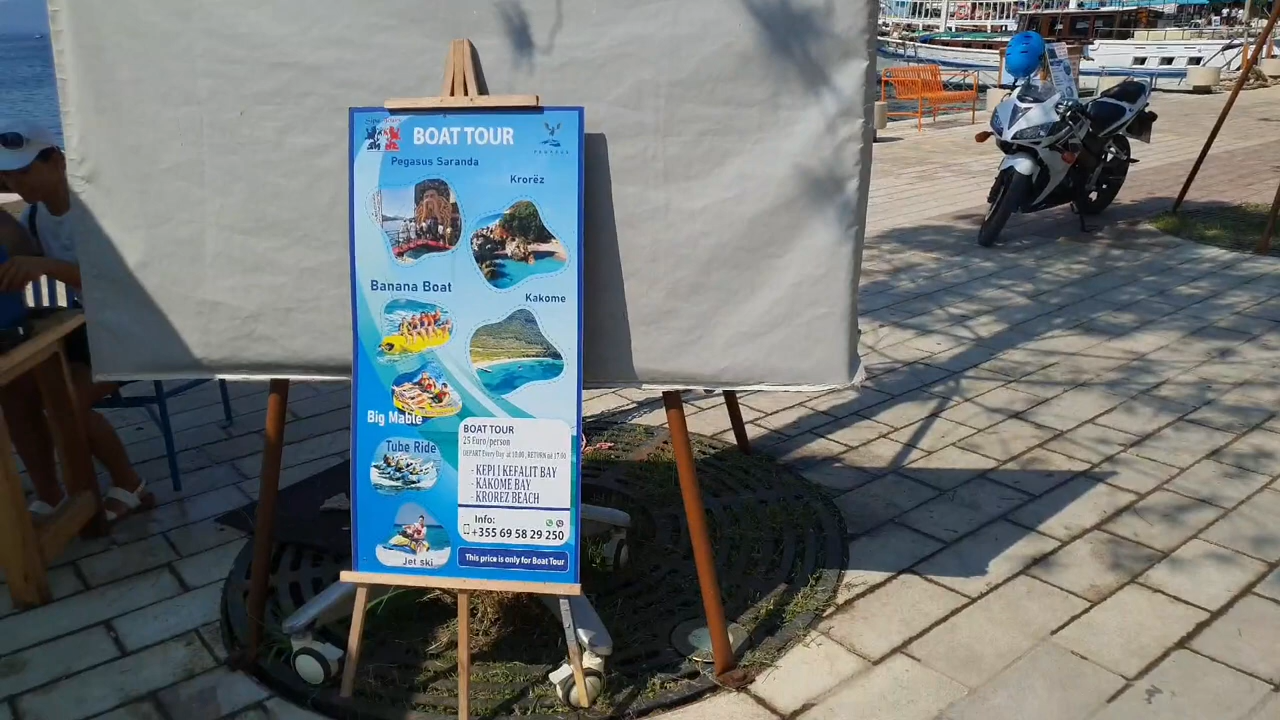 BOAT TOUR
PEGASUS
Pegasus Saranda
Krorëz
Banana Boat
Kakome
Big Mable
Tube Ride
Jet ski
BOAT TOUR
25 Euro/person
DEPART Every Day at 10:00, RETURN at 17:00
- KEPI I KEFALIT BAY
- KAKOME BAY
- KROREZ BEACH
Info:
+355 69 58 29 250
This price is only for Boat Tour